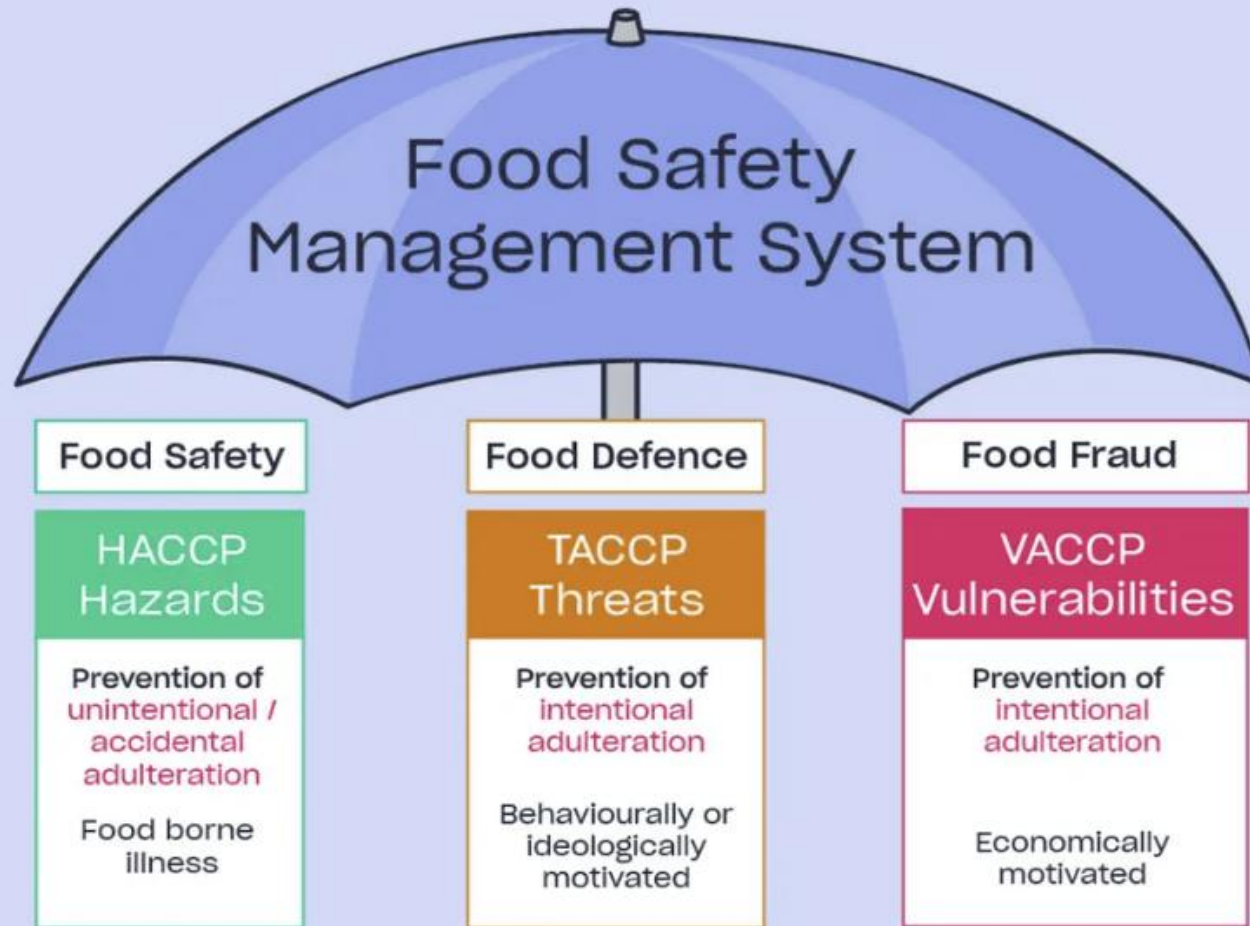 Food Safety
Management System
Food Safety
HACCP
Hazards
Prevention of
unintentional /
accidental
adulteration
Food borne
illness
Food Defence
TACCP
Threats
Prevention of
intentional
adulteration
Behaviourally or
ideologically
motivated
Food Fraud
VACCP
Vulnerabilities
Prevention of
intentional
adulteration
Economically
motivated